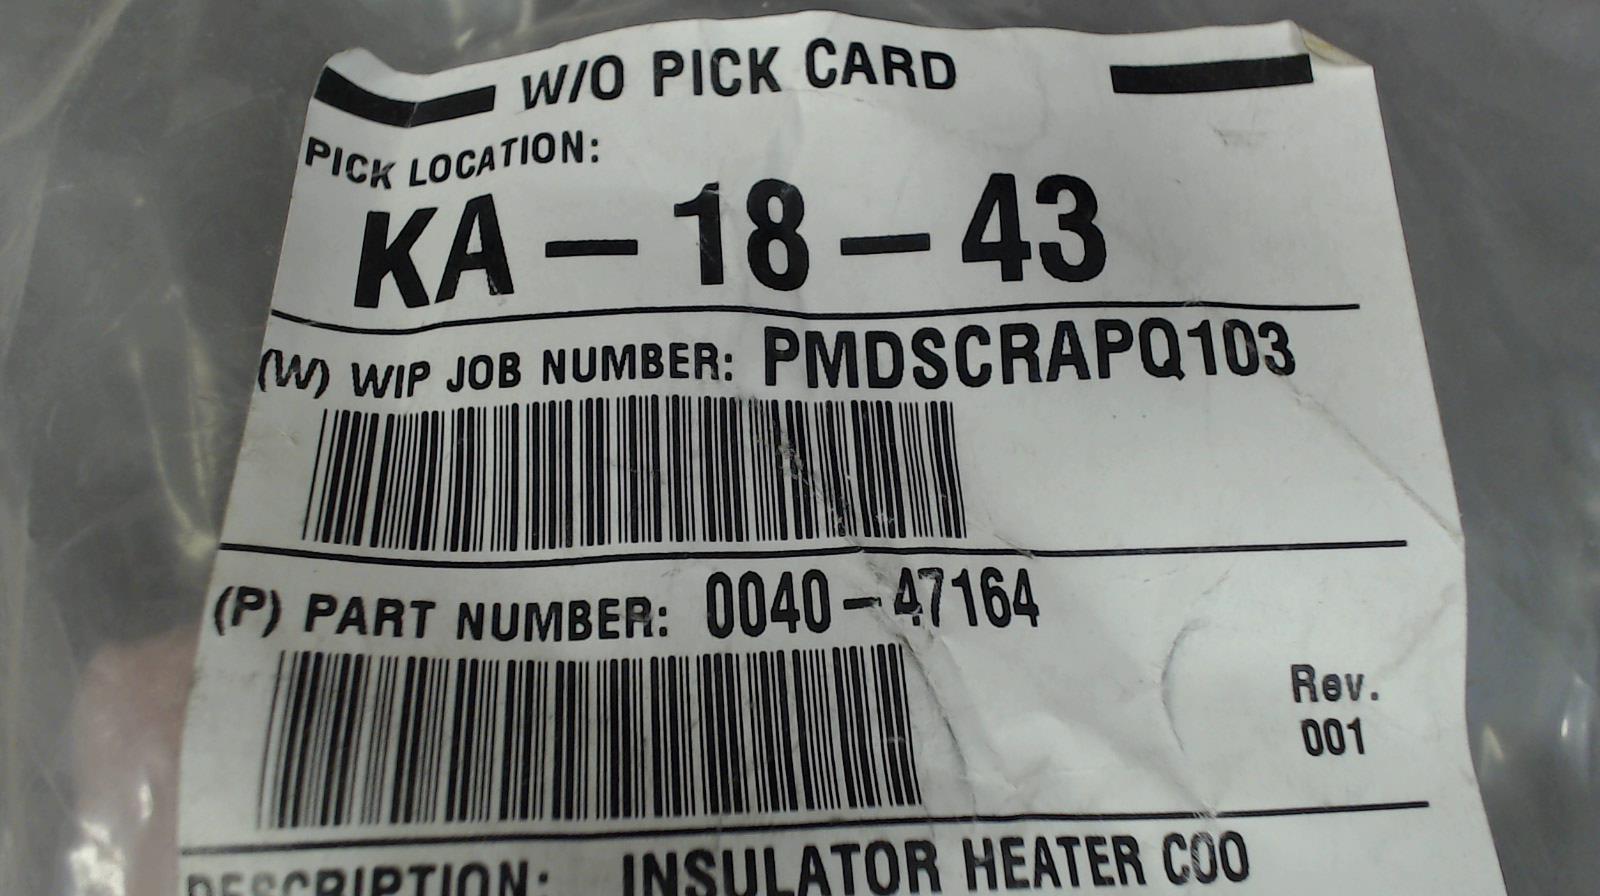 W/O PICK CARD
PICK LOCATION:
KA-18-43
(W) WIP JOB NUMBER: PMDSCRAPQ103
(P) PART NUMBER: 0040-47164
Rev.
001
DESCRIPTION: INSULATOR HEATER COO